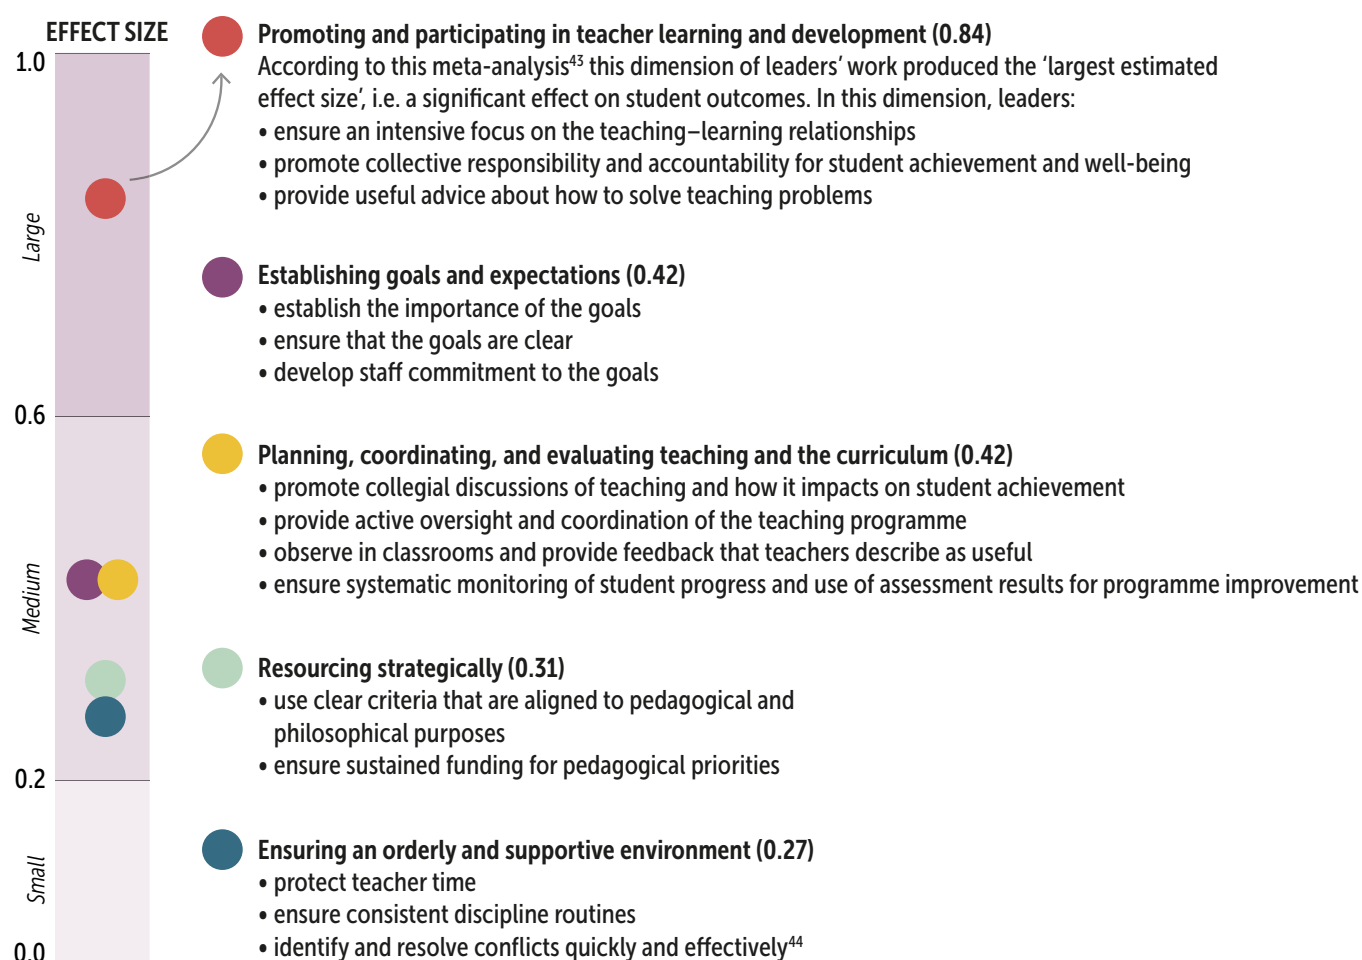 EFFECT SIZE
1.0
Large
0.6
Medium
0.2
Small
0.0
Promoting and participating in teacher learning and development (0.84)
According to this meta-analysis⁴³ this dimension of leaders’ work produced the ‘largest estimated
effect size’, i.e. a significant effect on student outcomes. In this dimension, leaders:
• ensure an intensive focus on the teaching–learning relationships
• promote collective responsibility and accountability for student achievement and well-being
• provide useful advice about how to solve teaching problems
Establishing goals and expectations (0.42)
• establish the importance of the goals
• ensure that the goals are clear
• develop staff commitment to the goals
Planning, coordinating, and evaluating teaching and the curriculum (0.42)
• promote collegial discussions of teaching and how it impacts on student achievement
• provide active oversight and coordination of the teaching programme
• observe in classrooms and provide feedback that teachers describe as useful
• ensure systematic monitoring of student progress and use of assessment results for programme improvement
Resourcing strategically (0.31)
• use clear criteria that are aligned to pedagogical and
philosophical purposes
• ensure sustained funding for pedagogical priorities
Ensuring an orderly and supportive environment (0.27)
• protect teacher time
• ensure consistent discipline routines
• identify and resolve conflicts quickly and effectively⁴⁴